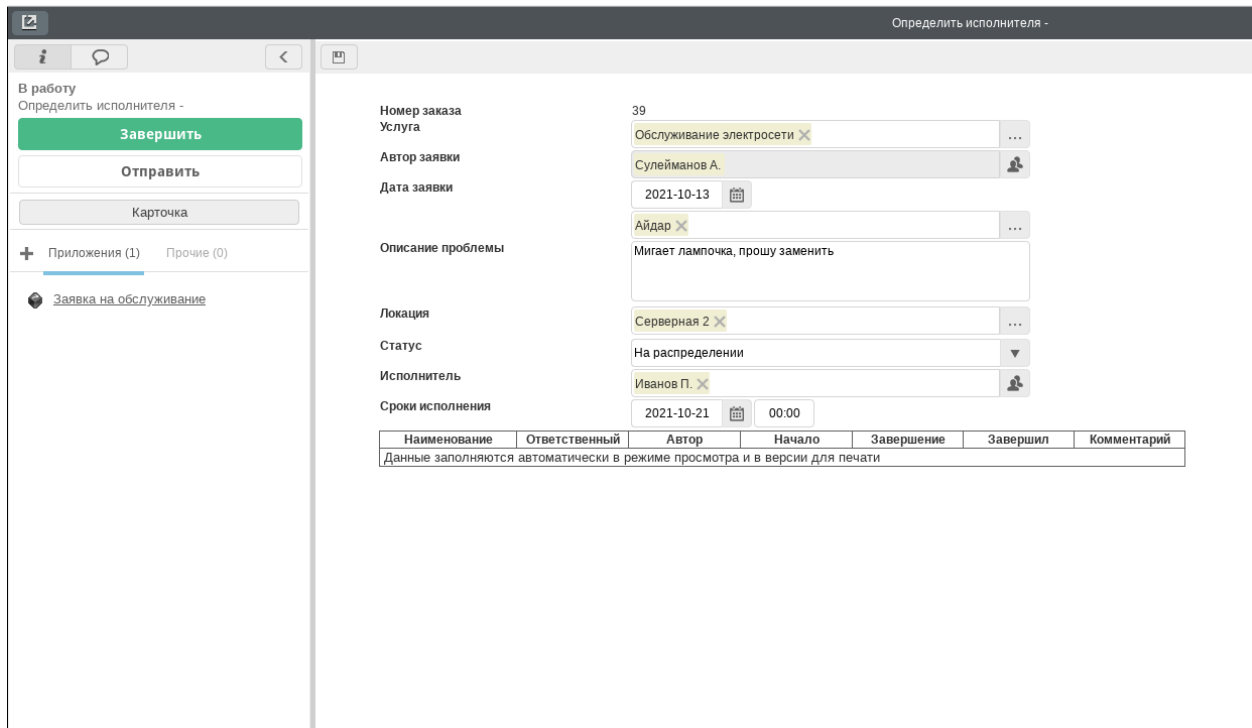 Определить исполнителя -
В работу
Определить исполнителя -
Завершить
Отправить
Карточка
Приложения (1) Прочие (0)
Заявка на обслуживание
Номер заказа 39
Услуга Обслуживание электросети
Автор заявки Сулейманов А.
Дата заявки 2021-10-13
Айдар
Описание проблемы Мигает лампочка, прошу заменить
Локация Серверная 2
Статус На распределении
Исполнитель Иванов П.
Сроки исполнения 2021-10-21 00:00
Наименование Ответственный Автор Начало Завершение Завершил Комментарий
Данные заполняются автоматически в режиме просмотра и в версии для печати